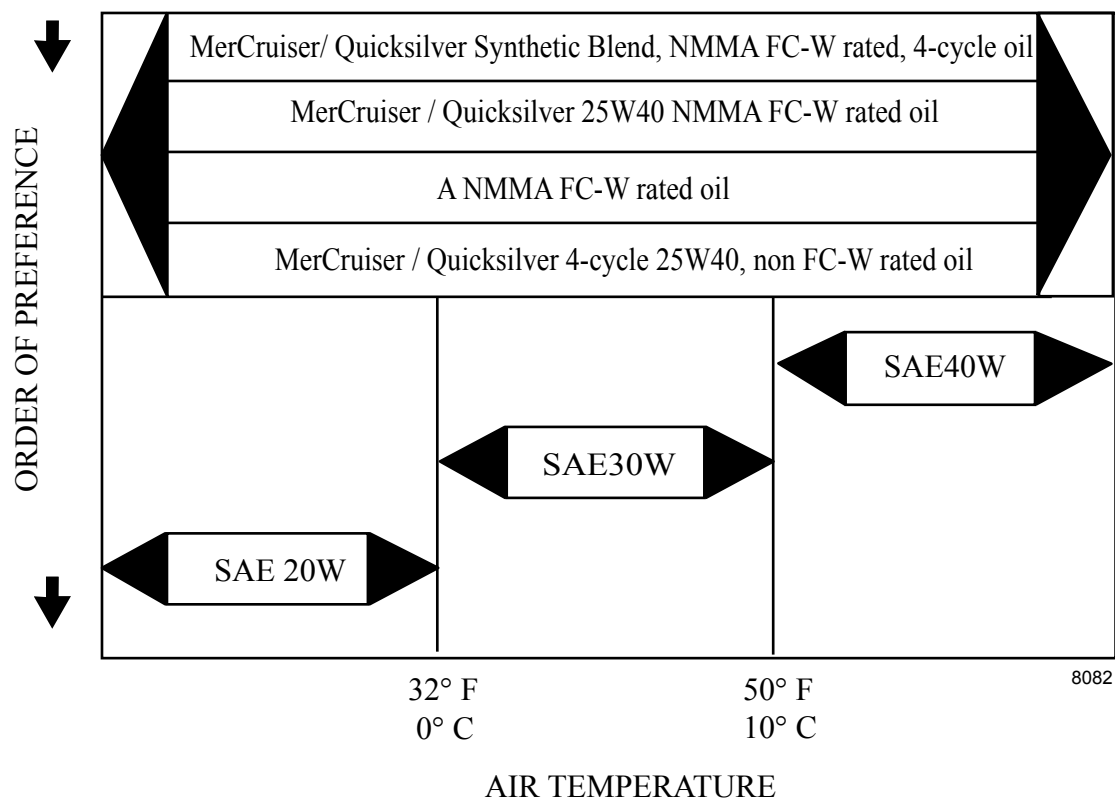 ORDER OF PREFERENCE
MerCruiser/ Quicksilver Synthetic Blend, NMMA FC-W rated, 4-cycle oil
MerCruiser / Quicksilver 25W40 NMMA FC-W rated oil
A NMMA FC-W rated oil
MerCruiser / Quicksilver 4-cycle 25W40, non FC-W rated oil
SAE40W
SAE30W
SAE 20W
32° F
0° C
50° F
10° C
8082
AIR TEMPERATURE